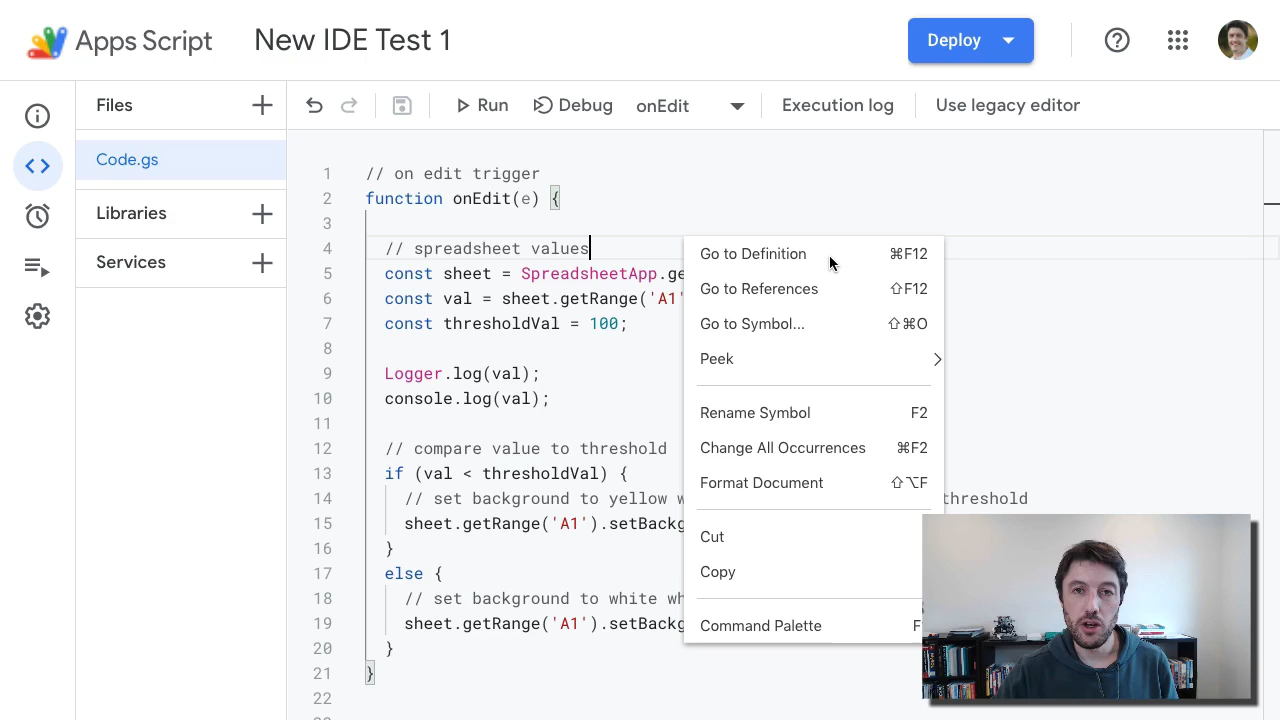 Apps Script
New IDE Test 1
Deploy
Files
Run
Debug
onEdit
Execution log
Use legacy editor
Code.gs
Libraries
Services
1 // on edit trigger
2 function onEdit(e) {
3
4 // spreadsheet values
5 const sheet = SpreadsheetApp.ge
6 const val = sheet.getRange('A1'
7 const thresholdVal = 100;
8
9 Logger.log(val);
10 console.log(val);
11
12 // compare value to threshold
13 if (val < thresholdVal) {
14 // set background to yellow w threshold
15 sheet.getRange('A1').setBackg
16 }
17 else {
18 // set background to white wh
19 sheet.getRange('A1').setBackg
20 }
21 }
22
Go to Definition ⌘F12
Go to References ⇧F12
Go to Symbol... ⇧⌘O
Peek
Rename Symbol F2
Change All Occurrences ⌘F2
Format Document ⇧⌥F
Cut
Copy
Command Palette F